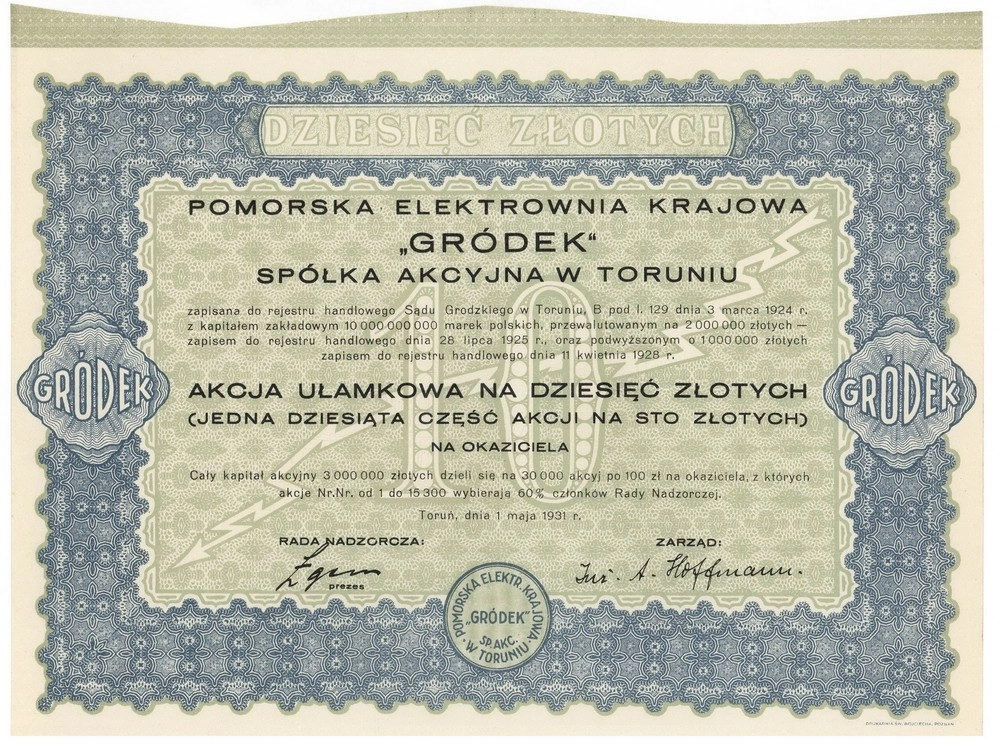 DZIESIĘĆ ZŁOTYCH
POMORSKA ELEKTROWNIA KRAJOWA
„GRÓDEK“
SPÓŁKA AKCYJNA W TORUNIU
10
zapisana do rejestru handlowego Sądu Grodzkiego w Toruniu, B pod l. 129 dnia 3 marca 1924 r.
z kapitałem zakładowym 10 000 000 000 marek polskich, przewalutowanym na 2 000 000 złotych —
zapisem do rejestru handlowego dnia 28 lipca 1925 r., oraz podwyższonym o 1 000 000 złotych
zapisem do rejestru handlowego dnia 11 kwietnia 1928 r.
GRÓDEK
GRÓDEK
AKCJA UŁAMKOWA NA DZIESIĘĆ ZŁOTYCH
(JEDNA DZIESIĄTA CZĘŚĆ AKCJI NA STO ZŁOTYCH)
NA OKAZICIELA
Cały kapitał akcyjny 3 000 000 złotych dzieli się na 30 000 akcyj po 100 zł na okaziciela, z których
akcje Nr.Nr. od 1 do 15 300 wybierają 60% członków Rady Nadzorczej.
Toruń, dnia 1 maja 1931 r.
RADA NADZORCZA:
ZARZĄD:
prezes
Inż. A. Hoffmann.
POMORSKA ELEKTR. KRAJOWA
„GRÓDEK“
SP. AKC.
W TORUNIU